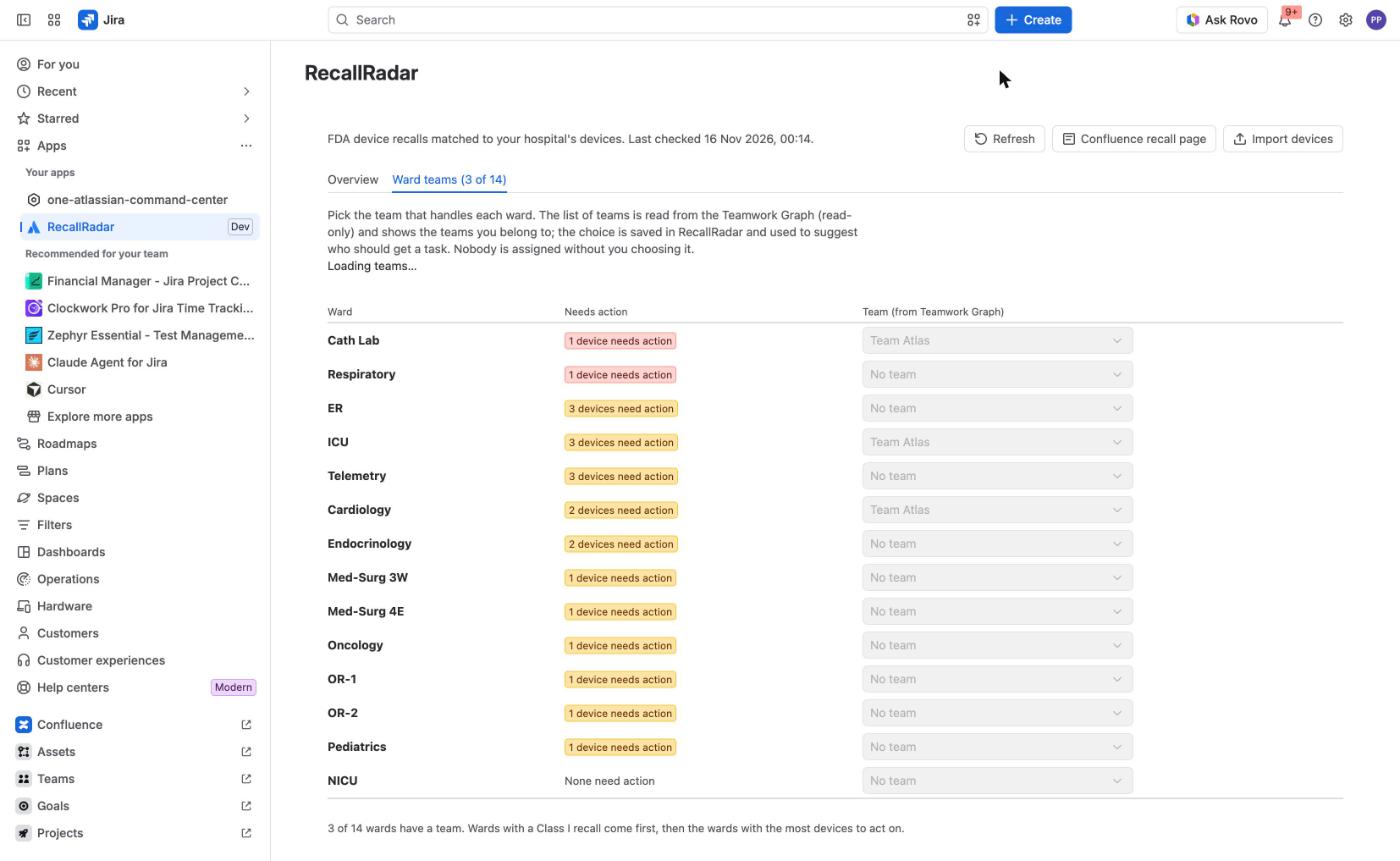 Jira
Search
Create
Ask Rovo
9+
PP
For you
Recent
Starred
Apps
Your apps
one-atlassian-command-center
RecallRadar
Dev
Recommended for your team
Financial Manager - Jira Project C...
Clockwork Pro for Jira Time Tracki...
Zephyr Essential - Test Manageme...
Claude Agent for Jira
Cursor
Explore more apps
Roadmaps
Plans
Spaces
Filters
Dashboards
Operations
Hardware
Customers
Customer experiences
Help centers
Modern
Confluence
Assets
Teams
Goals
Projects
RecallRadar
FDA device recalls matched to your hospital's devices. Last checked 16 Nov 2026, 00:14.
Refresh
Confluence recall page
Import devices
Overview
Ward teams (3 of 14)
Pick the team that handles each ward. The list of teams is read from the Teamwork Graph (read-
only) and shows the teams you belong to; the choice is saved in RecallRadar and used to suggest
who should get a task. Nobody is assigned without you choosing it.
Loading teams...
Ward Needs action Team (from Teamwork Graph)
Cath Lab 1 device needs action Team Atlas
Respiratory 1 device needs action No team
ER 3 devices need action No team
ICU 3 devices need action Team Atlas
Telemetry 3 devices need action No team
Cardiology 2 devices need action Team Atlas
Endocrinology 2 devices need action No team
Med-Surg 3W 1 device needs action No team
Med-Surg 4E 1 device needs action No team
Oncology 1 device needs action No team
OR-1 1 device needs action No team
OR-2 1 device needs action No team
Pediatrics 1 device needs action No team
NICU None need action No team
3 of 14 wards have a team. Wards with a Class I recall come first, then the wards with the most devices to act on.